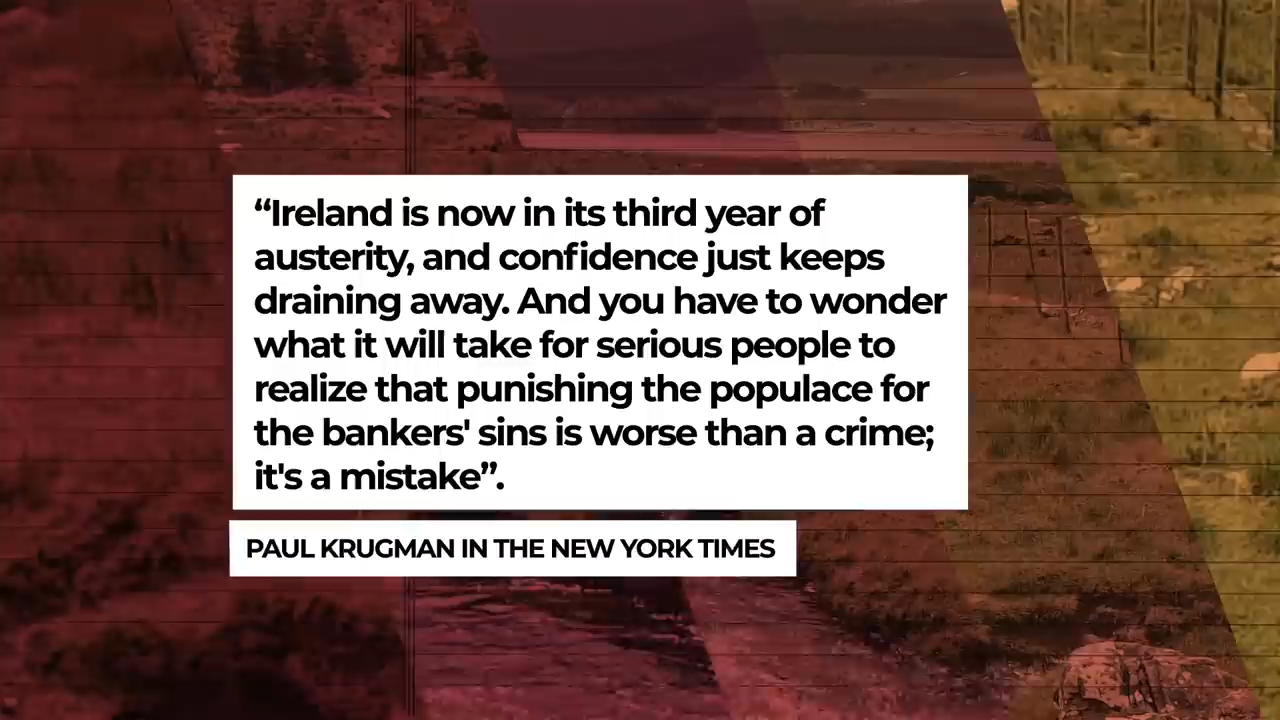 “Ireland is now in its third year of
austerity, and confidence just keeps
draining away. And you have to wonder
what it will take for serious people to
realize that punishing the populace for
the bankers' sins is worse than a crime;
it's a mistake”.
PAUL KRUGMAN IN THE NEW YORK TIMES